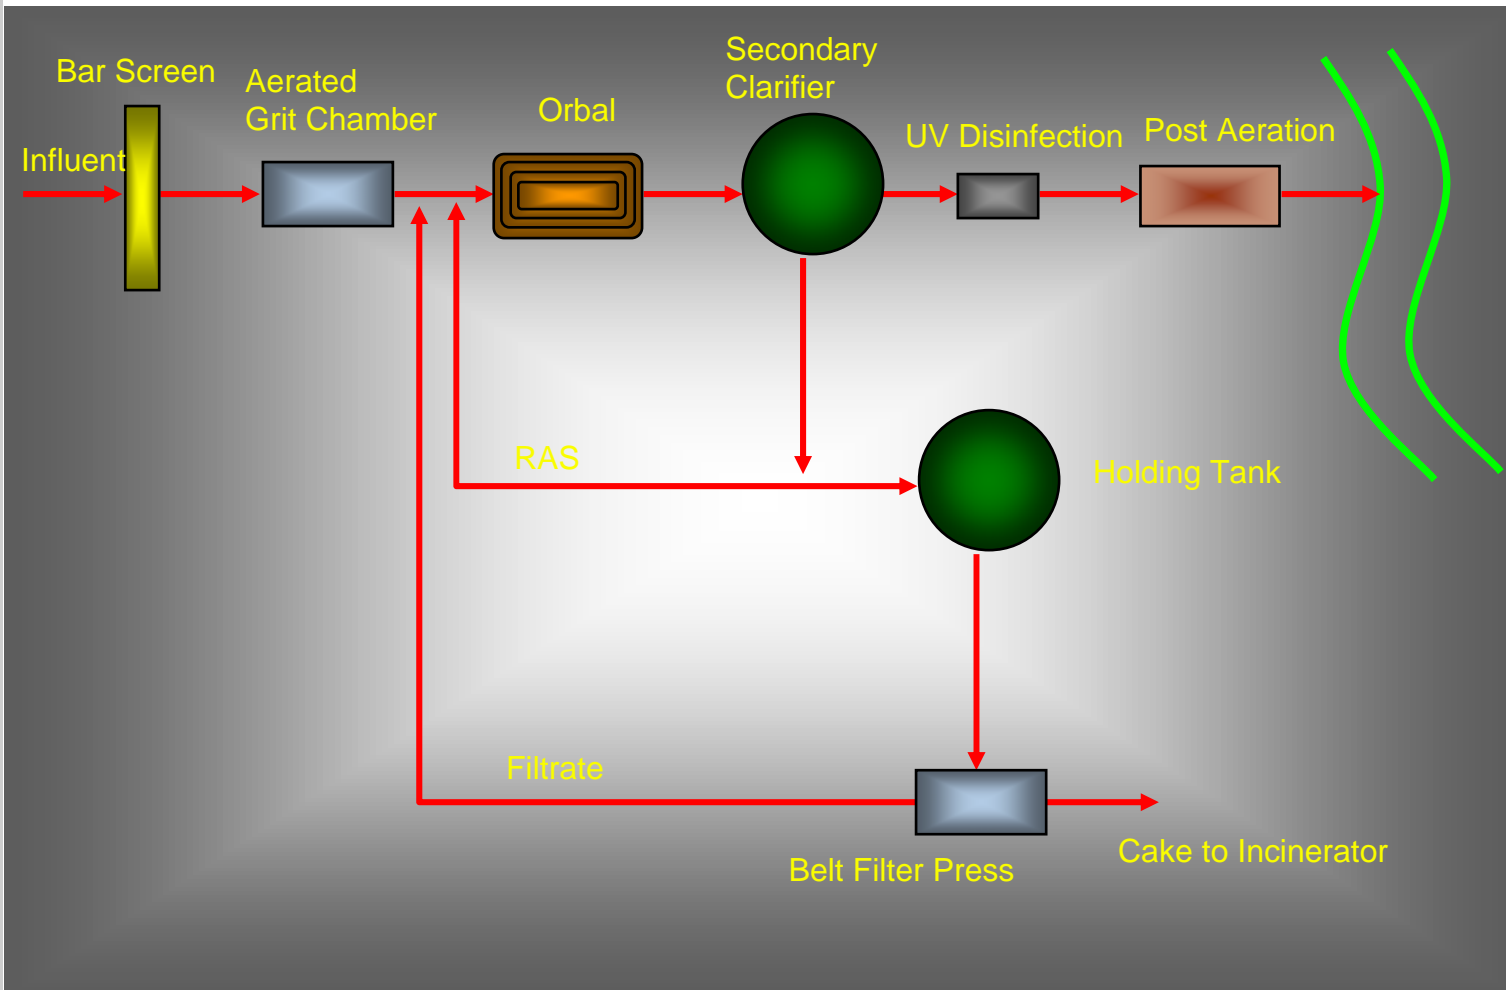 Secondary
Clarifier
Bar Screen
Aerated
Grit Chamber
Orbal
UV Disinfection
Post Aeration
Influent
RAS
Holding Tank
Filtrate
Belt Filter Press
Cake to Incinerator